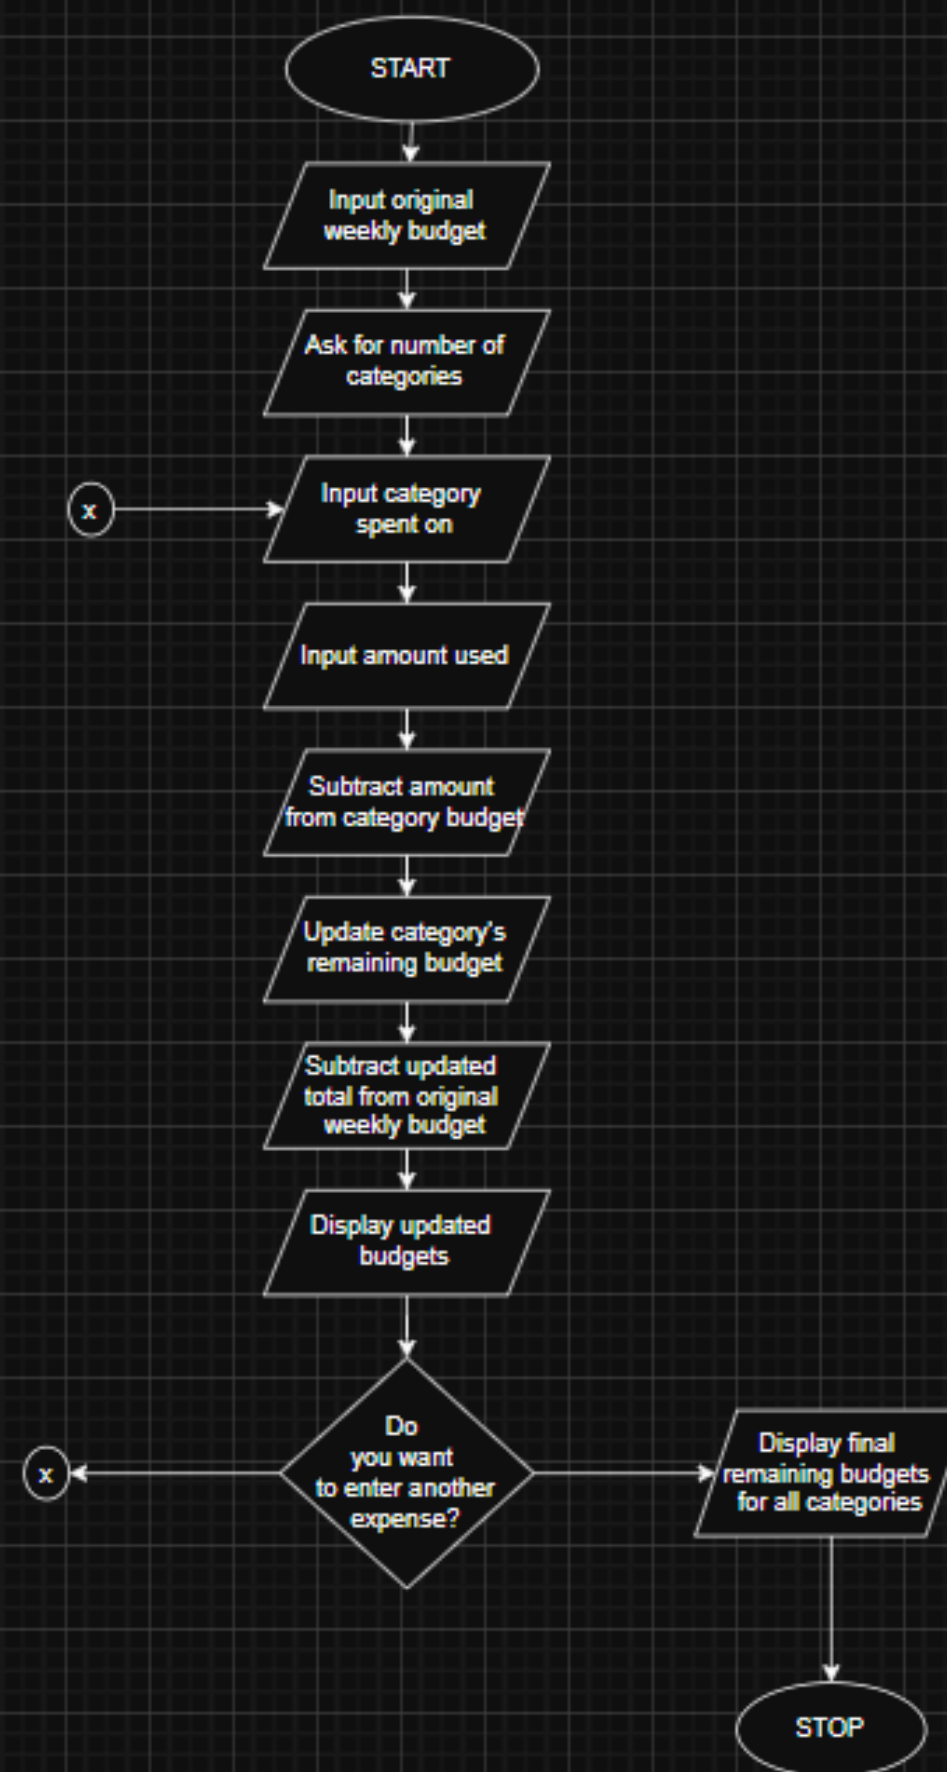 START
Input original
weekly budget
Ask for number of
categories
x
Input category
spent on
Input amount used
Subtract amount
from category budget
Update category's
remaining budget
Subtract updated
total from original
weekly budget
Display updated
budgets
Do
you want
to enter another
expense?
x
Display final
remaining budgets
for all categories
STOP